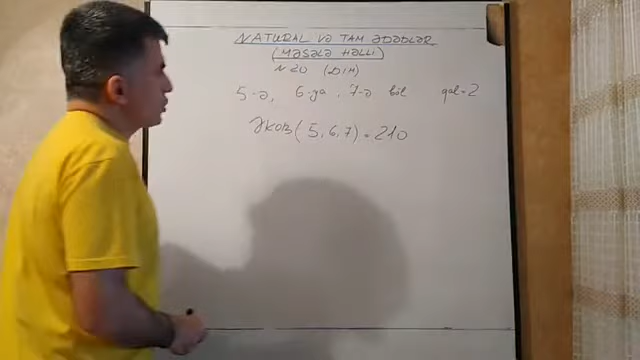 NATURAL VƏ TAM ƏDƏDLƏR
(MƏSƏLƏ HƏLLİ)
N 20 (DİM)
5-ə, 6-ya, 7-ə böl qal=2
ƏKOB(5,6,7)=210